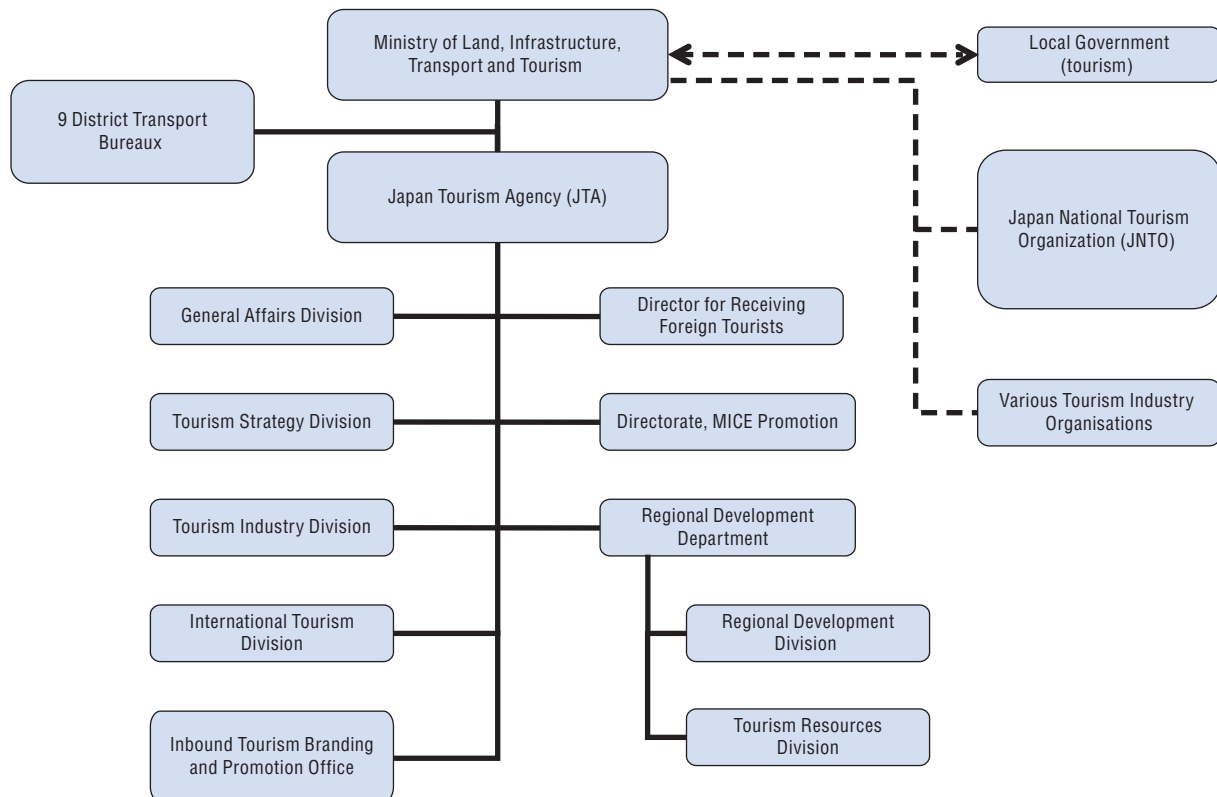 Ministry of Land, Infrastructure,
Transport and Tourism
Local Government
(tourism)
9 District Transport
Bureaux
Japan Tourism Agency (JTA)
Japan National Tourism
Organization (JNTO)
General Affairs Division
Director for Receiving
Foreign Tourists
Tourism Strategy Division
Directorate, MICE Promotion
Various Tourism Industry
Organisations
Tourism Industry Division
Regional Development
Department
International Tourism
Division
Regional Development
Division
Inbound Tourism Branding
and Promotion Office
Tourism Resources
Division